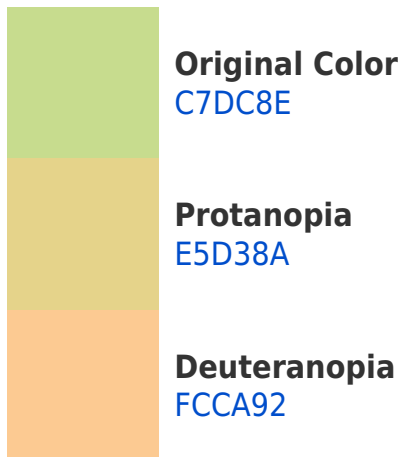 Original Color
C7DC8E
Protanopia
E5D38A
Deuteranopia
FCCA92